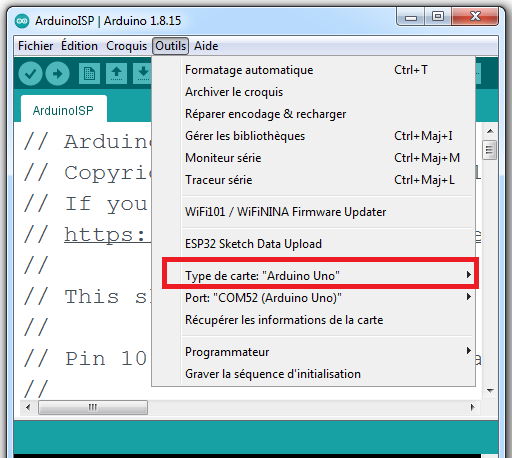 ArduinoISP | Arduino 1.8.15
Fichier Édition Croquis Outils Aide
Formatage automatique Ctrl+T
Archiver le croquis
Réparer encodage & recharger
Gérer les bibliothèques Ctrl+Maj+I
Moniteur série Ctrl+Maj+M
Traceur série Ctrl+Maj+L
WiFi101 / WiFiNINA Firmware Updater
ESP32 Sketch Data Upload
Type de carte: "Arduino Uno"
Port: "COM52 (Arduino Uno)"
Récupérer les informations de la carte
Programmateur
Graver la séquence d'initialisation
ArduinoISP
// Arduino
// Copyri
// If you
// https:
//
// This s
//
// Pin 10
//